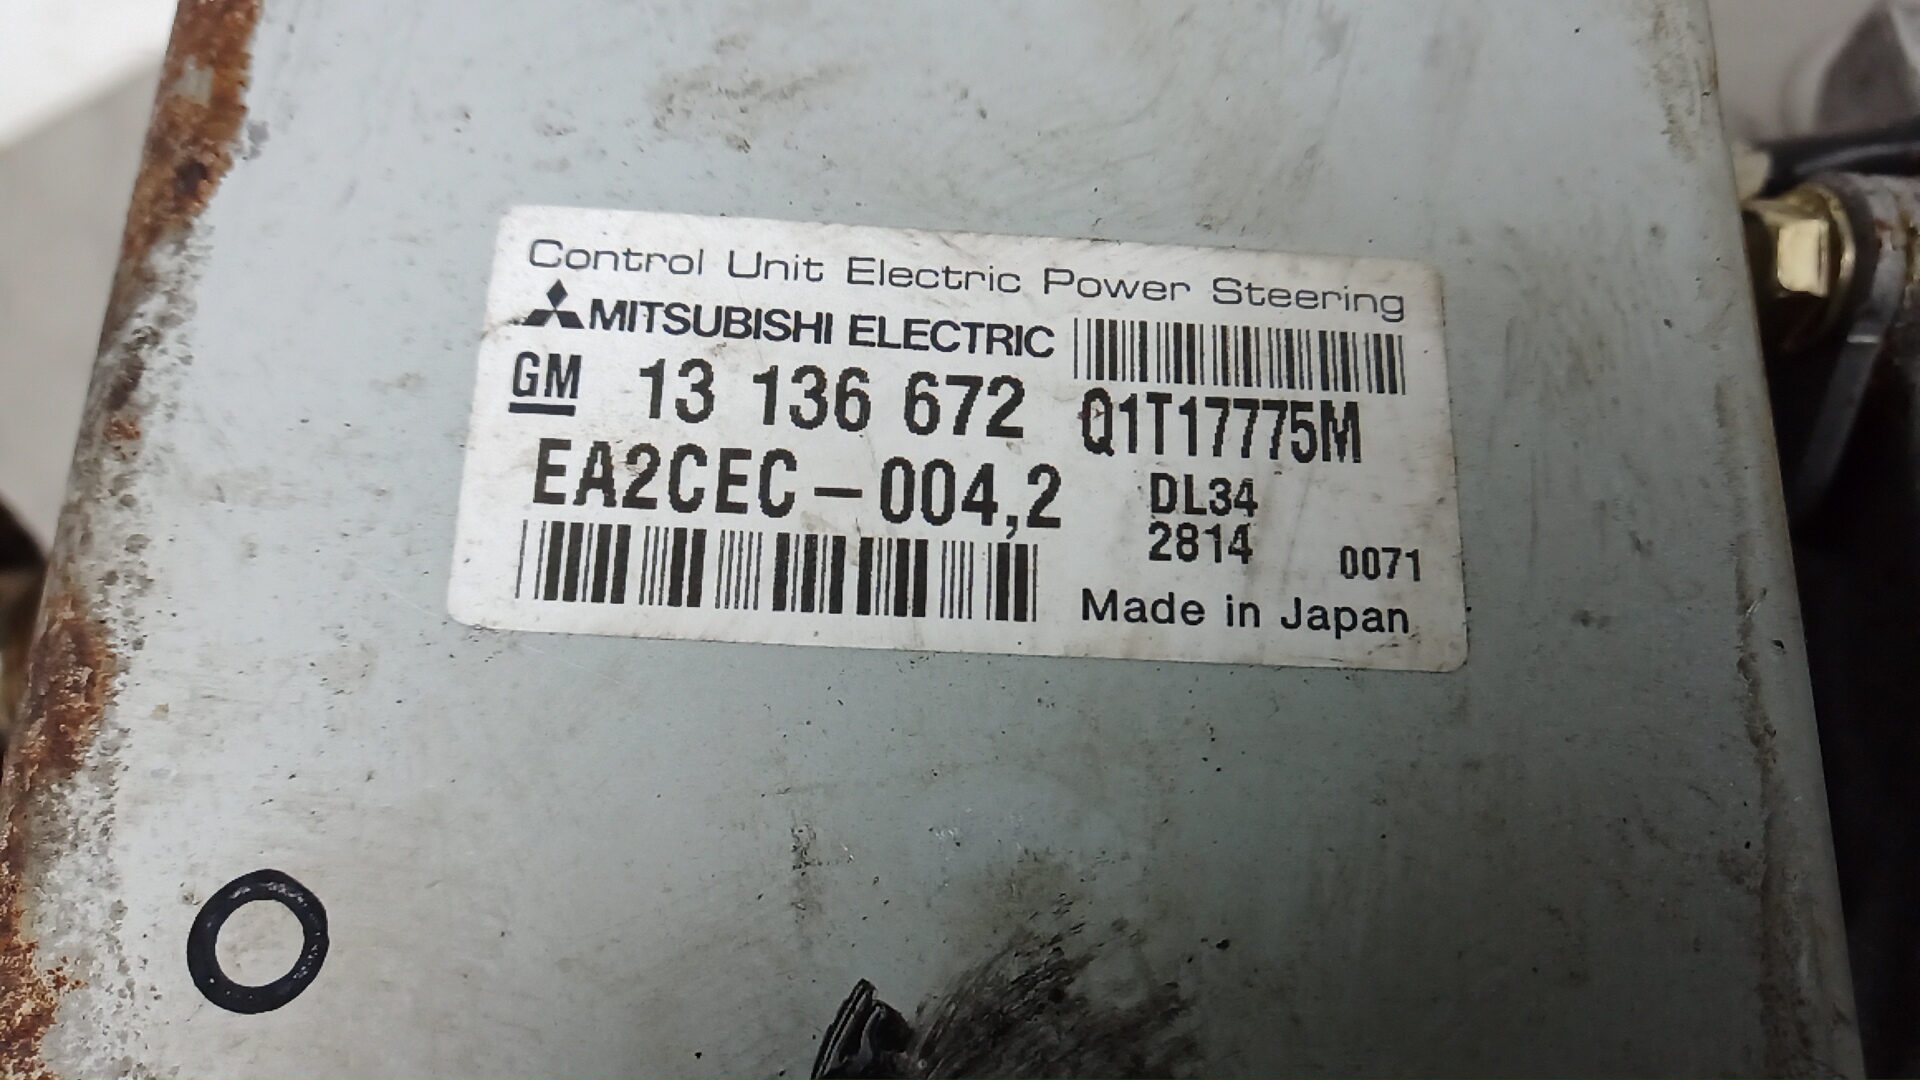 Control Unit Electric Power Steering
MITSUBISHI ELECTRIC
GM 13 136 672 Q1T17775M
EA2CEC-004,2 DL34
2814 0071
Made in Japan